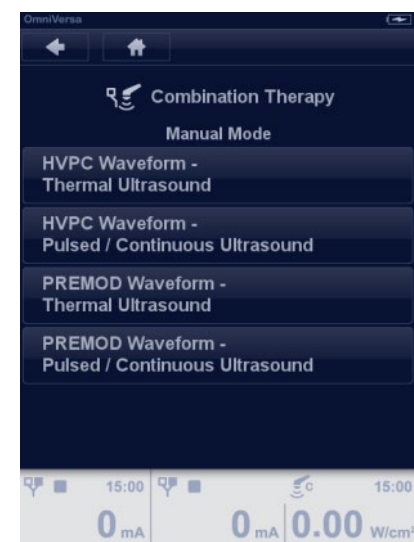 OmniVersa
Combination Therapy
Manual Mode
HVPC Waveform -
Thermal Ultrasound
HVPC Waveform -
Pulsed / Continuous Ultrasound
PREMOD Waveform -
Thermal Ultrasound
PREMOD Waveform -
Pulsed / Continuous Ultrasound
15:00 C 15:00
0 mA 0 mA 0.00 W/cm²